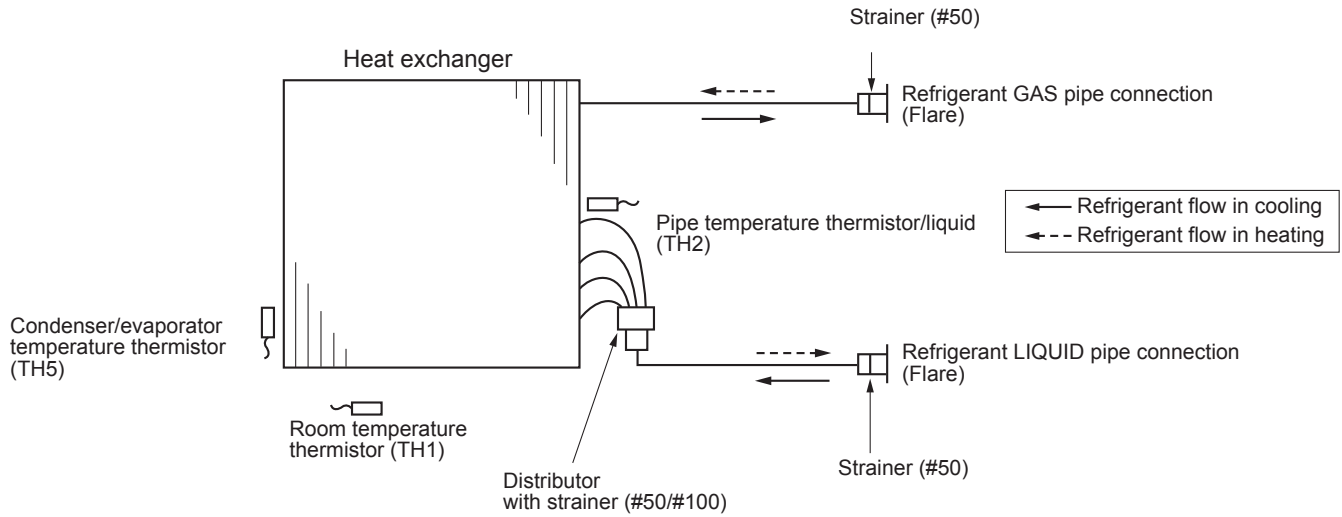 Strainer (#50)
Heat exchanger
Refrigerant GAS pipe connection
(Flare)
Pipe temperature thermistor/liquid
(TH2)
Refrigerant flow in cooling
Refrigerant flow in heating
Condenser/evaporator
temperature thermistor
(TH5)
Refrigerant LIQUID pipe connection
(Flare)
Room temperature
thermistor (TH1)
Distributor
with strainer (#50/#100)
Strainer (#50)